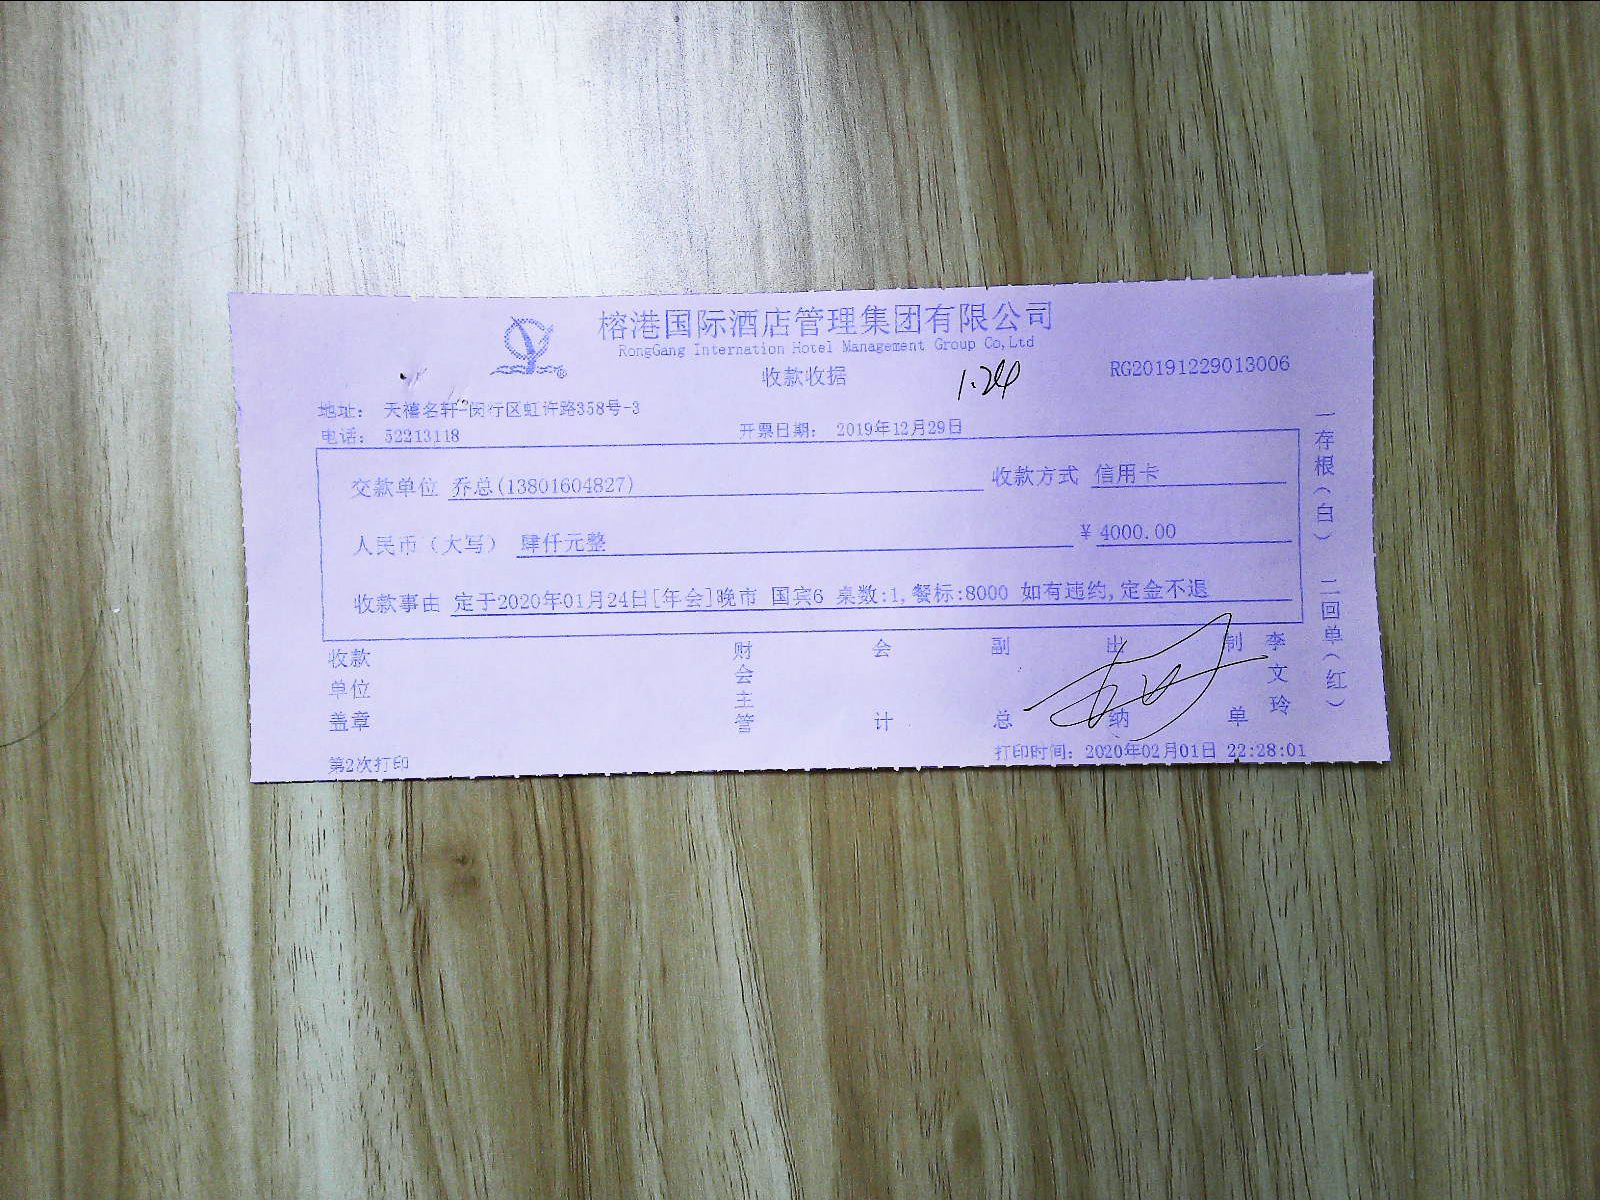 榕港国际酒店管理集团有限公司
RongGang Internation Hotel Management Group Co,Ltd
收款收据
1.24
RG20191229013006
地址: 天禧名轩-闵行区虹许路358号-3
电话: 52213118
开票日期: 2019年12月29日
交款单位 乔总(13801604827)
收款方式 信用卡
人民币（大写） 肆仟元整
¥ 4000.00
收款事由 定于2020年01月24日[年会]晚市 国宾6 桌数:1,餐标:8000 如有违约,定金不退
收款单位盖章
财会主管
会计
副总
出纳
制单
李文玲
一存根（白） 二回单（红）
第2次打印
打印时间: 2020年02月01日 22:28:01